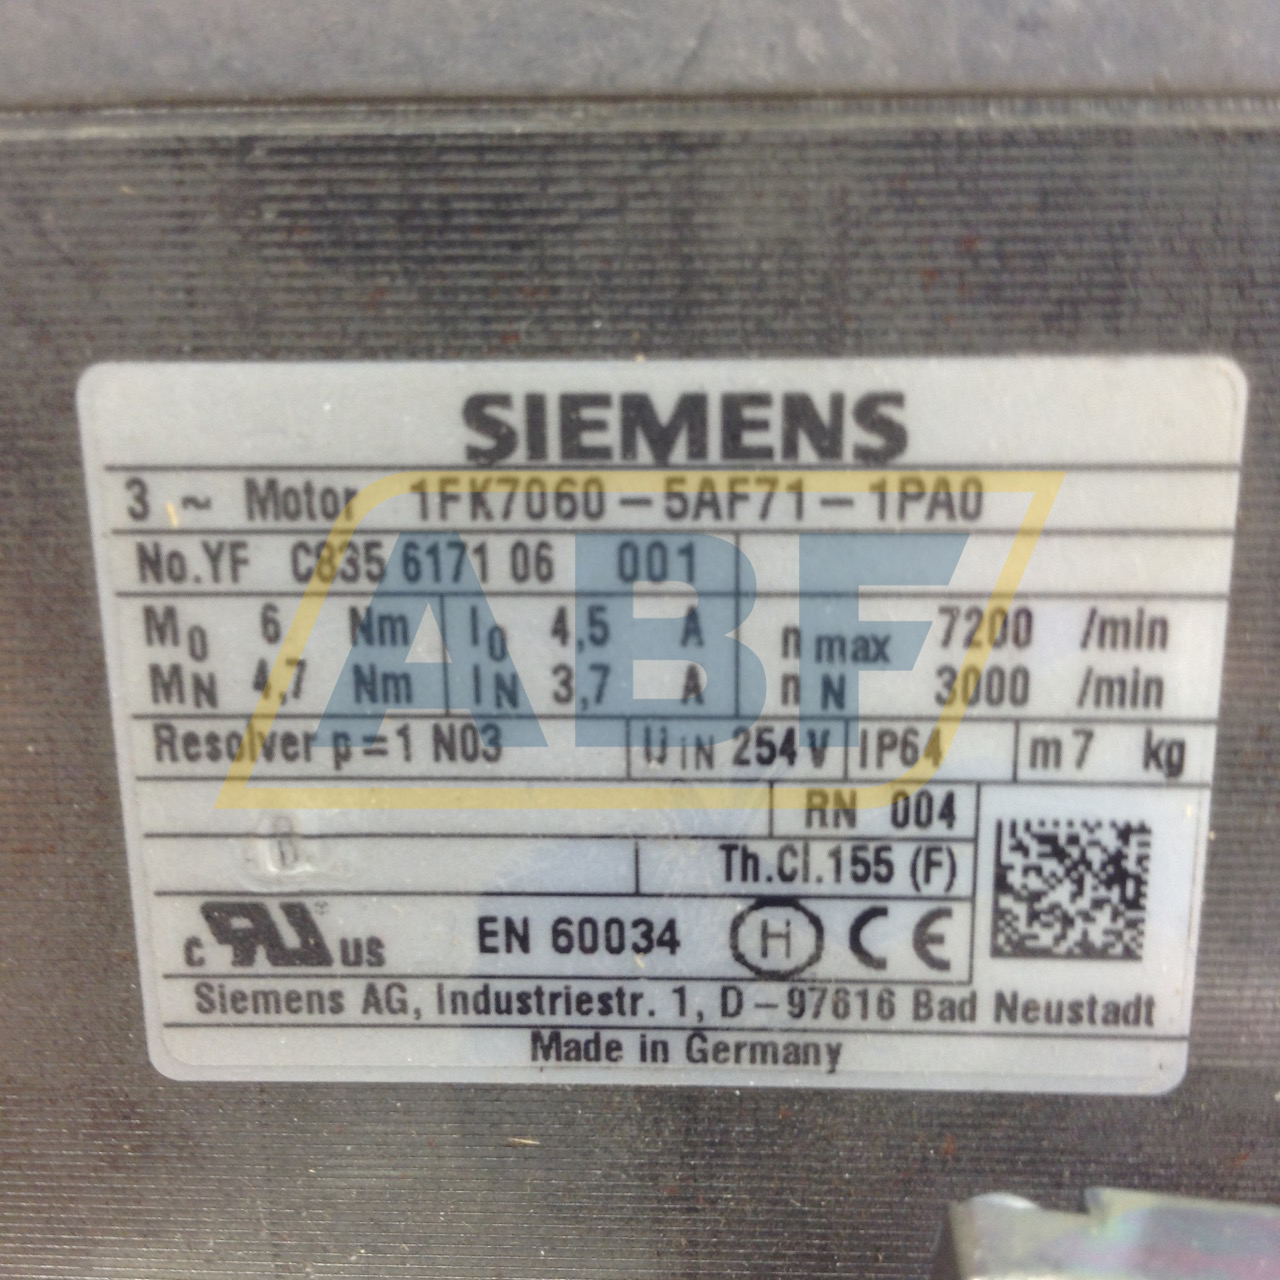 SIEMENS
3 ~ Motor 1FK7060-5AF71-1PA0
No.YF C835 6171 06 001
M0 6 Nm I0 4,5 A n max 7200 /min
MN 4,7 Nm IN 3,7 A n N 3000 /min
Resolver p=1 N03 UIN 254V IP64 m 7 kg
RN 004
B
Th.Cl.155 (F)
c RU US EN 60034 H CE
Siemens AG, Industriestr. 1, D-97616 Bad Neustadt
Made in Germany
ABF